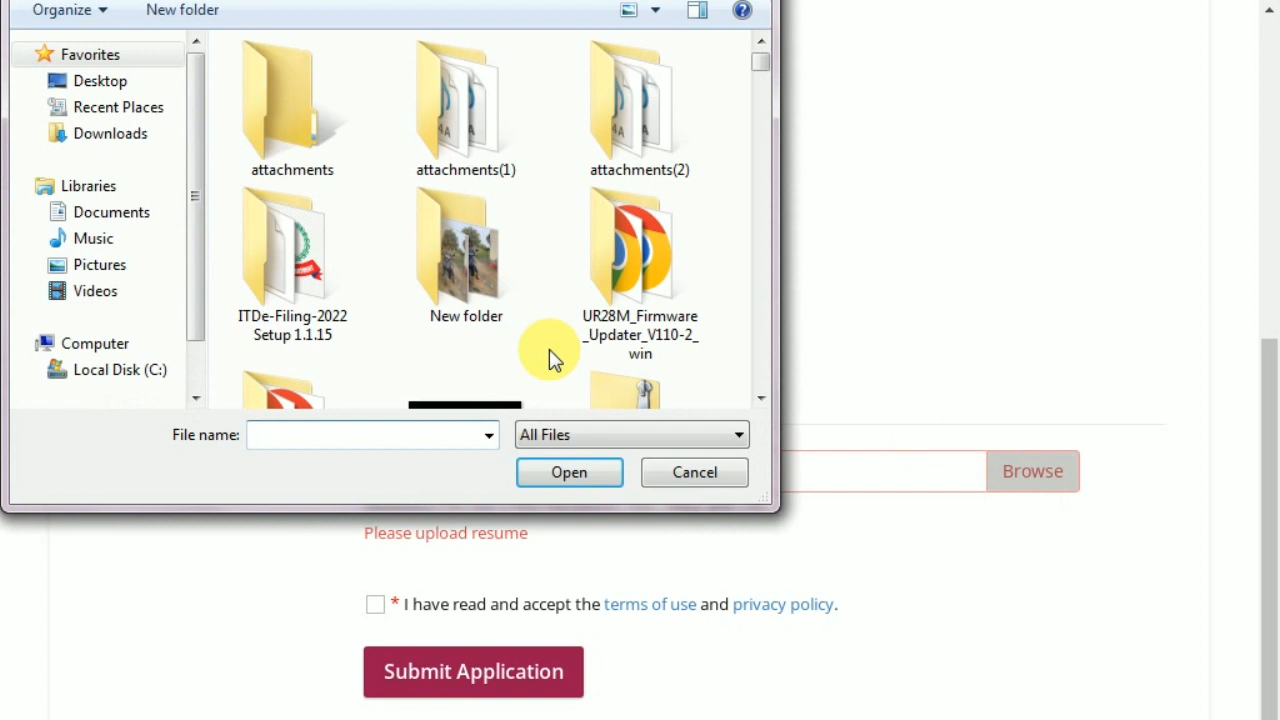 Organize
New folder
Favorites
Desktop
Recent Places
Downloads
Libraries
Documents
Music
Pictures
Videos
Computer
Local Disk (C:)
attachments
attachments(1)
attachments(2)
ITDe-Filing-2022
Setup 1.1.15
New folder
UR28M_Firmware
_Updater_V110-2_
win
File name:
All Files
Open
Cancel
Browse
Please upload resume
* I have read and accept the terms of use and privacy policy.
Submit Application